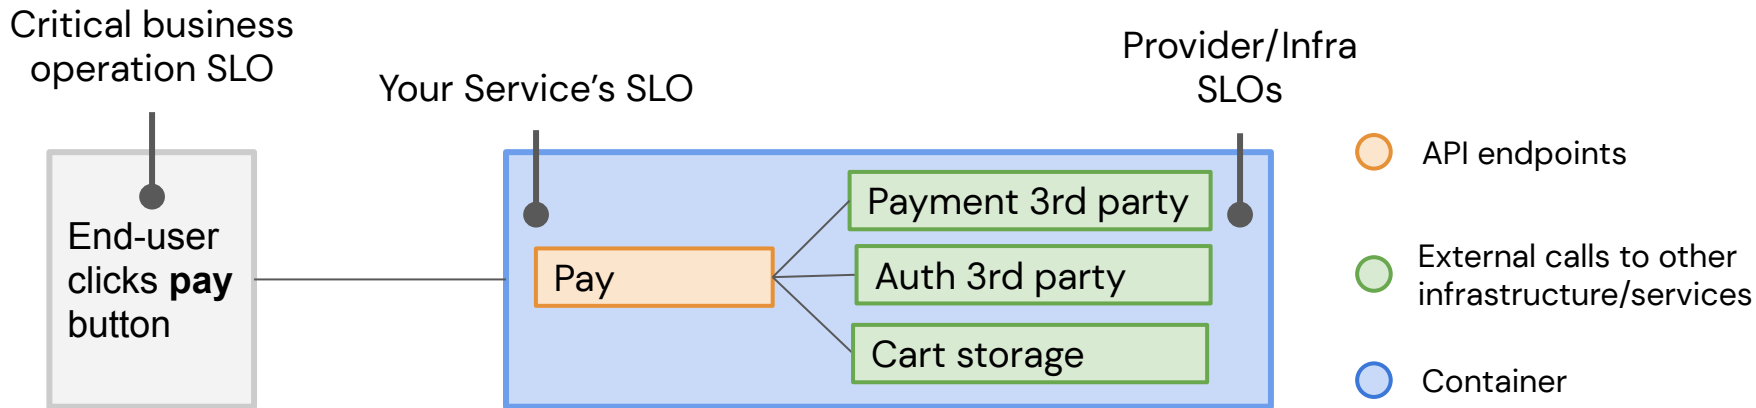 Critical business
operation SLO
Your Service's SLO
Provider/Infra
SLOs
End-user
clicks pay
button
Pay
Payment 3rd party
Auth 3rd party
Cart storage
API endpoints
External calls to other
infrastructure/services
Container